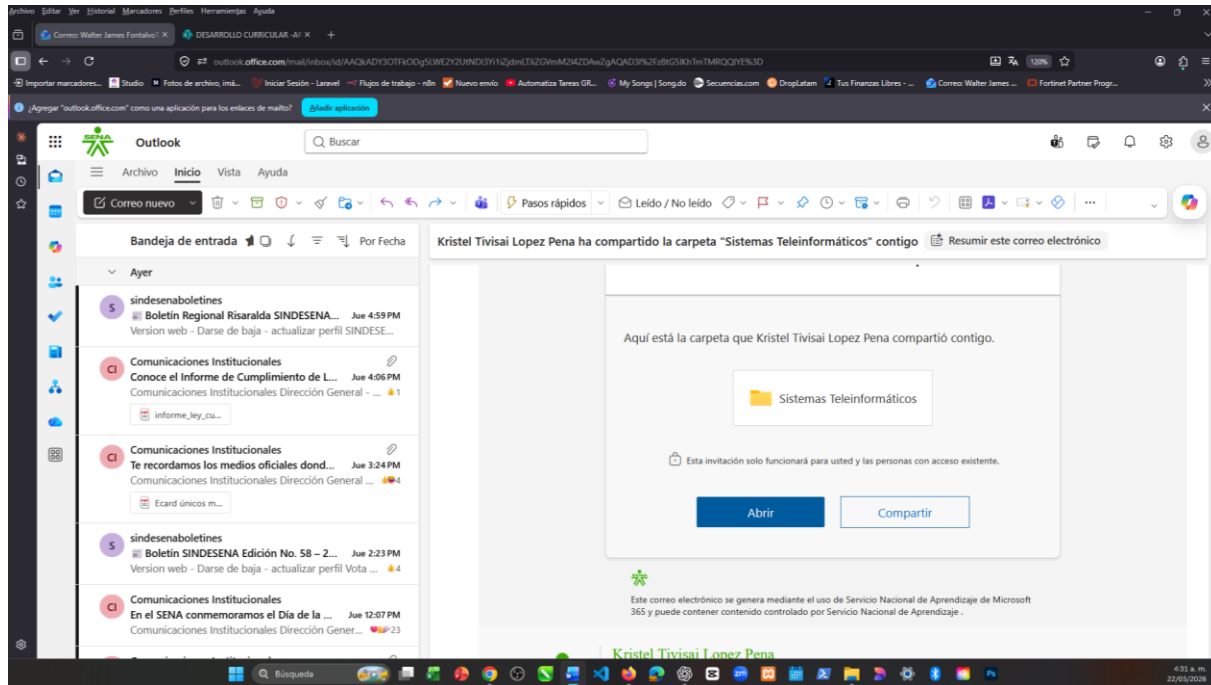 Archivo Editar Ver Historial Marcadores Perfiles Herramientas Ayuda
Correo: Walter James Fontalvo T
DESARROLLO CURRICULAR -AI
outlook.office.com/mail/inbox/id/
120%
Importar marcadores...
Studio
Fotos de archivo, imá...
Iniciar Sesión - Laravel
Flujos de trabajo - n8n
Nuevo envío
Automatiza Tareas GR...
My Songs | Song.do
Secuencias.com
DropLatam
Tus Finanzas Libres - ...
Correo: Walter James ...
Fortinet Partner Progr...
¿Agregar "outlook.office.com" como una aplicación para los enlaces de mailto?
Añadir aplicación
SENA
Outlook
Buscar
Archivo Inicio Vista Ayuda
Correo nuevo
Pasos rápidos
Leído / No leído
Bandeja de entrada
Por Fecha
Ayer
S
sindesenaboletines
Boletín Regional Risaralda SINDESENA... Jue 4:59 PM
Version web - Darse de baja - actualizar perfil SINDESE...
CI
Comunicaciones Institucionales
Conoce el Informe de Cumplimiento de L... Jue 4:06 PM
Comunicaciones Institucionales Dirección General - ... 1
informe_ley_cu...
CI
Comunicaciones Institucionales
Te recordamos los medios oficiales dond... Jue 3:24 PM
Comunicaciones Institucionales Dirección General ... 4
Ecard únicos m...
S
sindesenaboletines
Boletín SINDESENA Edición No. 58 – 2... Jue 2:23 PM
Version web - Darse de baja - actualizar perfil Vota ... 4
CI
Comunicaciones Institucionales
En el SENA conmemoramos el Día de la ... Jue 12:07 PM
Comunicaciones Institucionales Dirección Gener... 23
Kristel Tivisai Lopez Pena ha compartido la carpeta "Sistemas Teleinformáticos" contigo
Resumir este correo electrónico
Aquí está la carpeta que Kristel Tivisai Lopez Pena compartió contigo.
Sistemas Teleinformáticos
Esta invitación solo funcionará para usted y las personas con acceso existente.
Abrir
Compartir
Este correo electrónico se genera mediante el uso de Servicio Nacional de Aprendizaje de Microsoft
365 y puede contener contenido controlado por Servicio Nacional de Aprendizaje .
Kristel Tivisai Lopez Pena
Búsqueda
zm
Ps
4:31 a. m.
22/05/2026